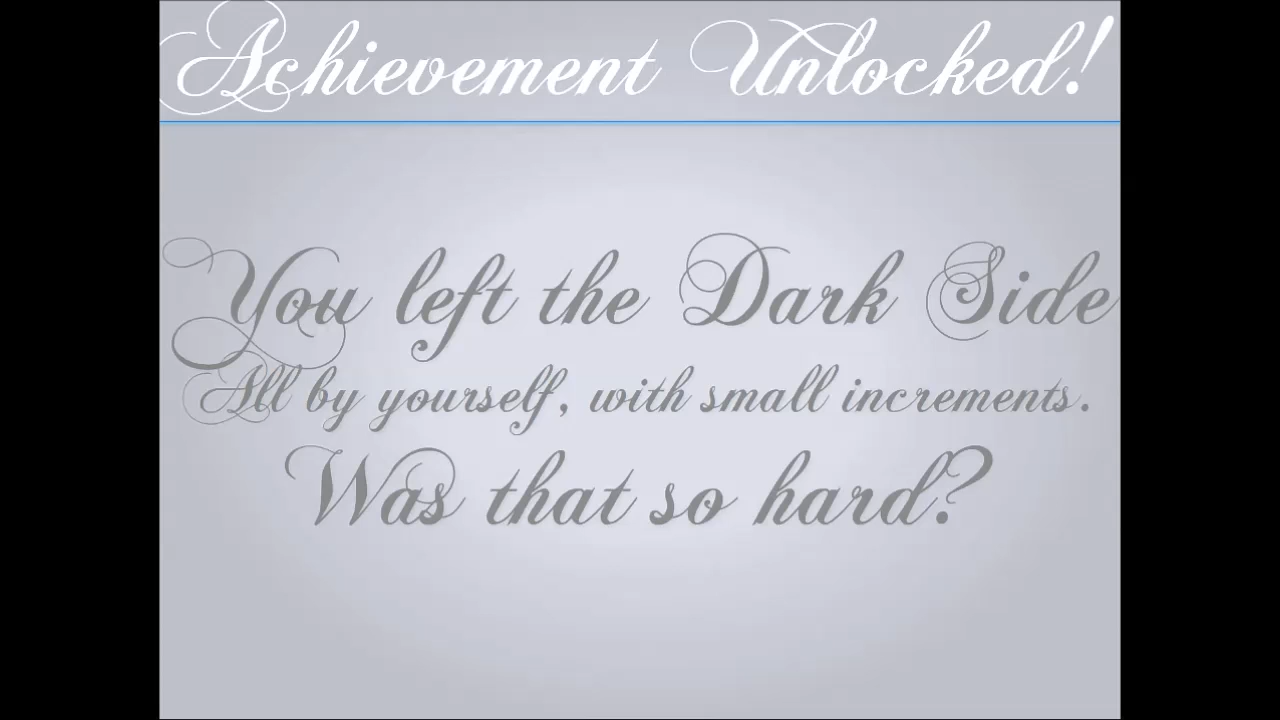 Achievement Unlocked!
You left the Dark Side
All by yourself, with small increments.
Was that so hard?